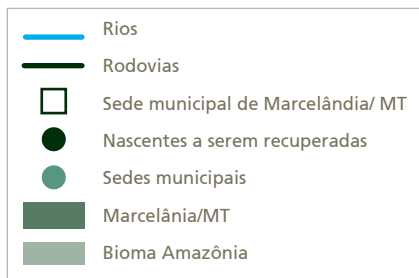 Rios
Rodovias
Sede municipal de Marcelândia/ MT
Nascentes a serem recuperadas
Sedes municipais
Marcelânia/MT
Bioma Amazônia